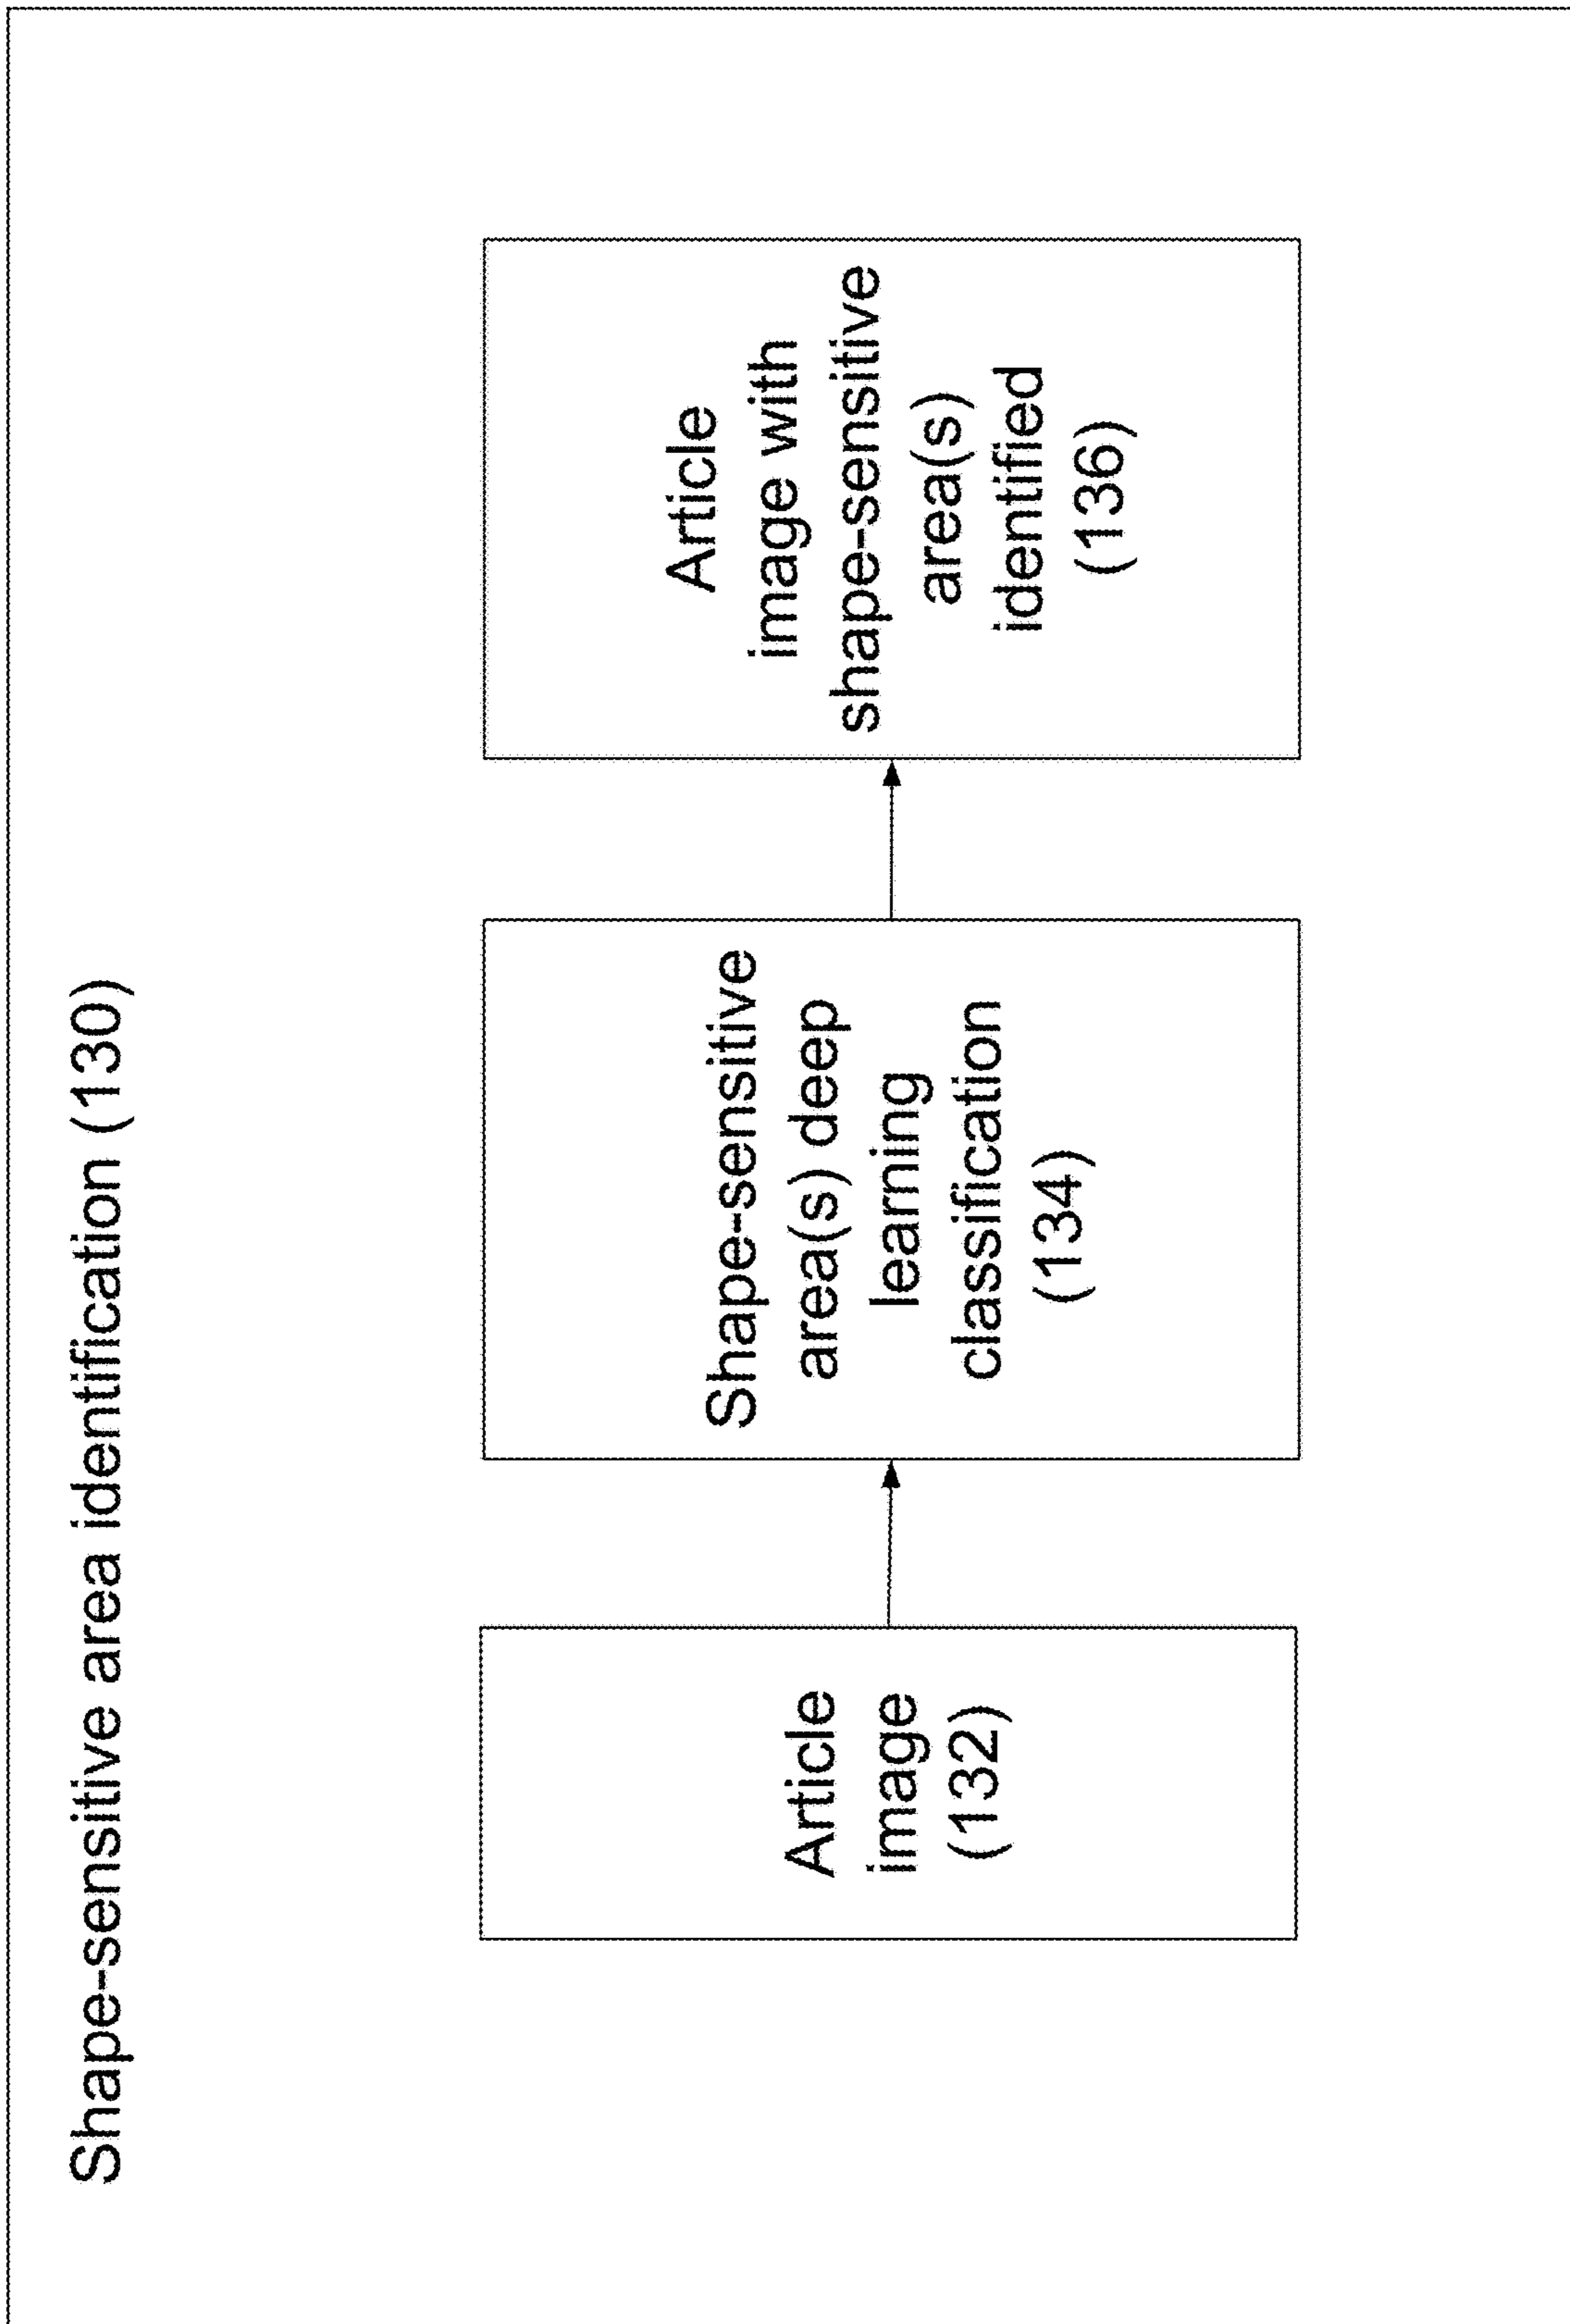 Shape-sensitive area identification (130)
Article
image
(132)
Shape-sensitive
area(s) deep
learning
classification
(134)
Article
image with
shape-sensitive
area(s)
identified
(136)